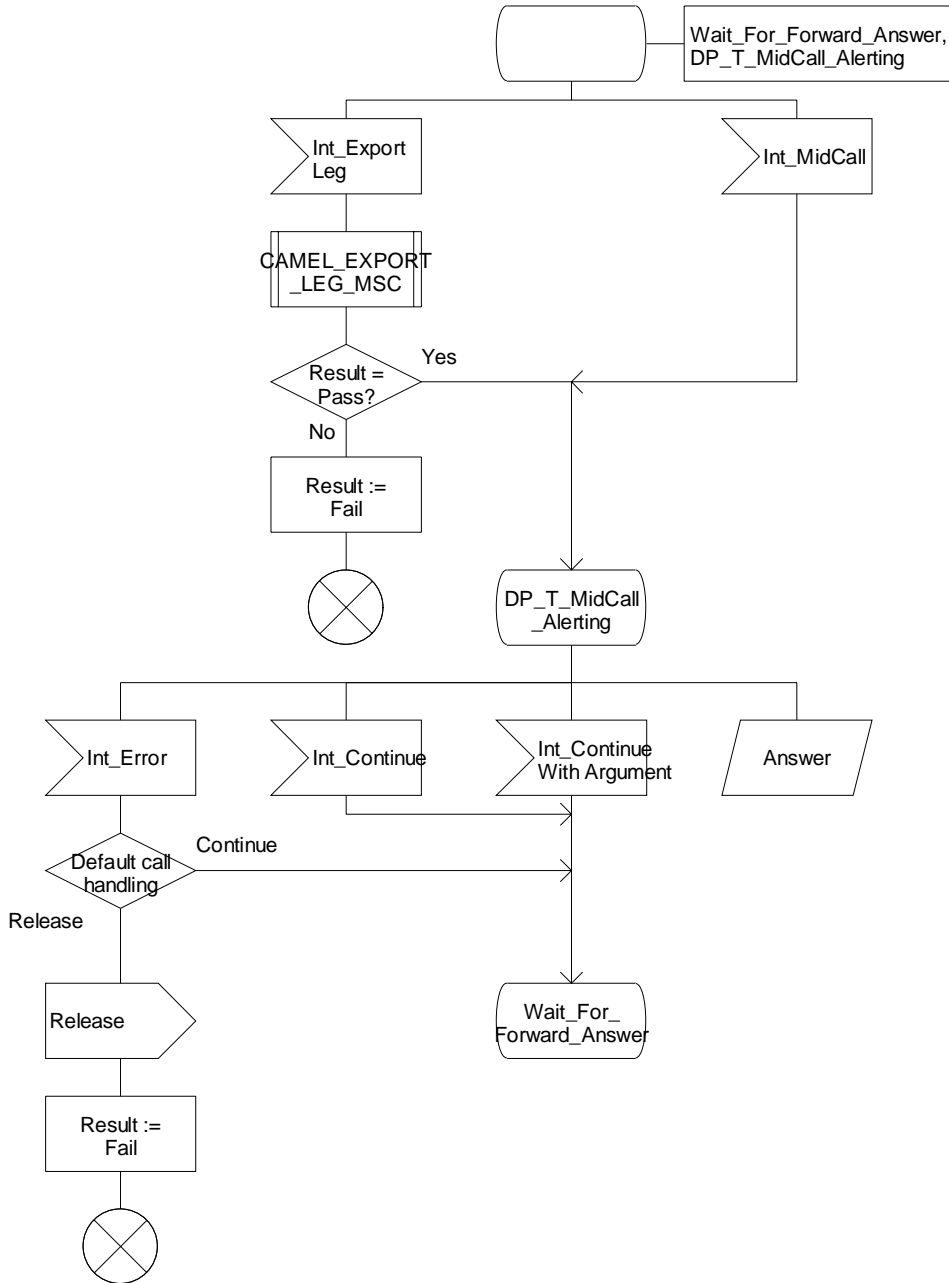 Wait_For_Forward_Answer,
DP_T_MidCall_Alerting
Int_Export
Leg
Int_MidCall
CAMEL_EXPORT
_LEG_MSC
Yes
Result =
Pass?
No
Result :=
Fail
DP_T_MidCall
_Alerting
Int_Error
Int_Continue
Int_Continue
With Argument
Answer
Continue
Default call
handling
Release
Release
Wait_For_
Forward_Answer
Result :=
Fail